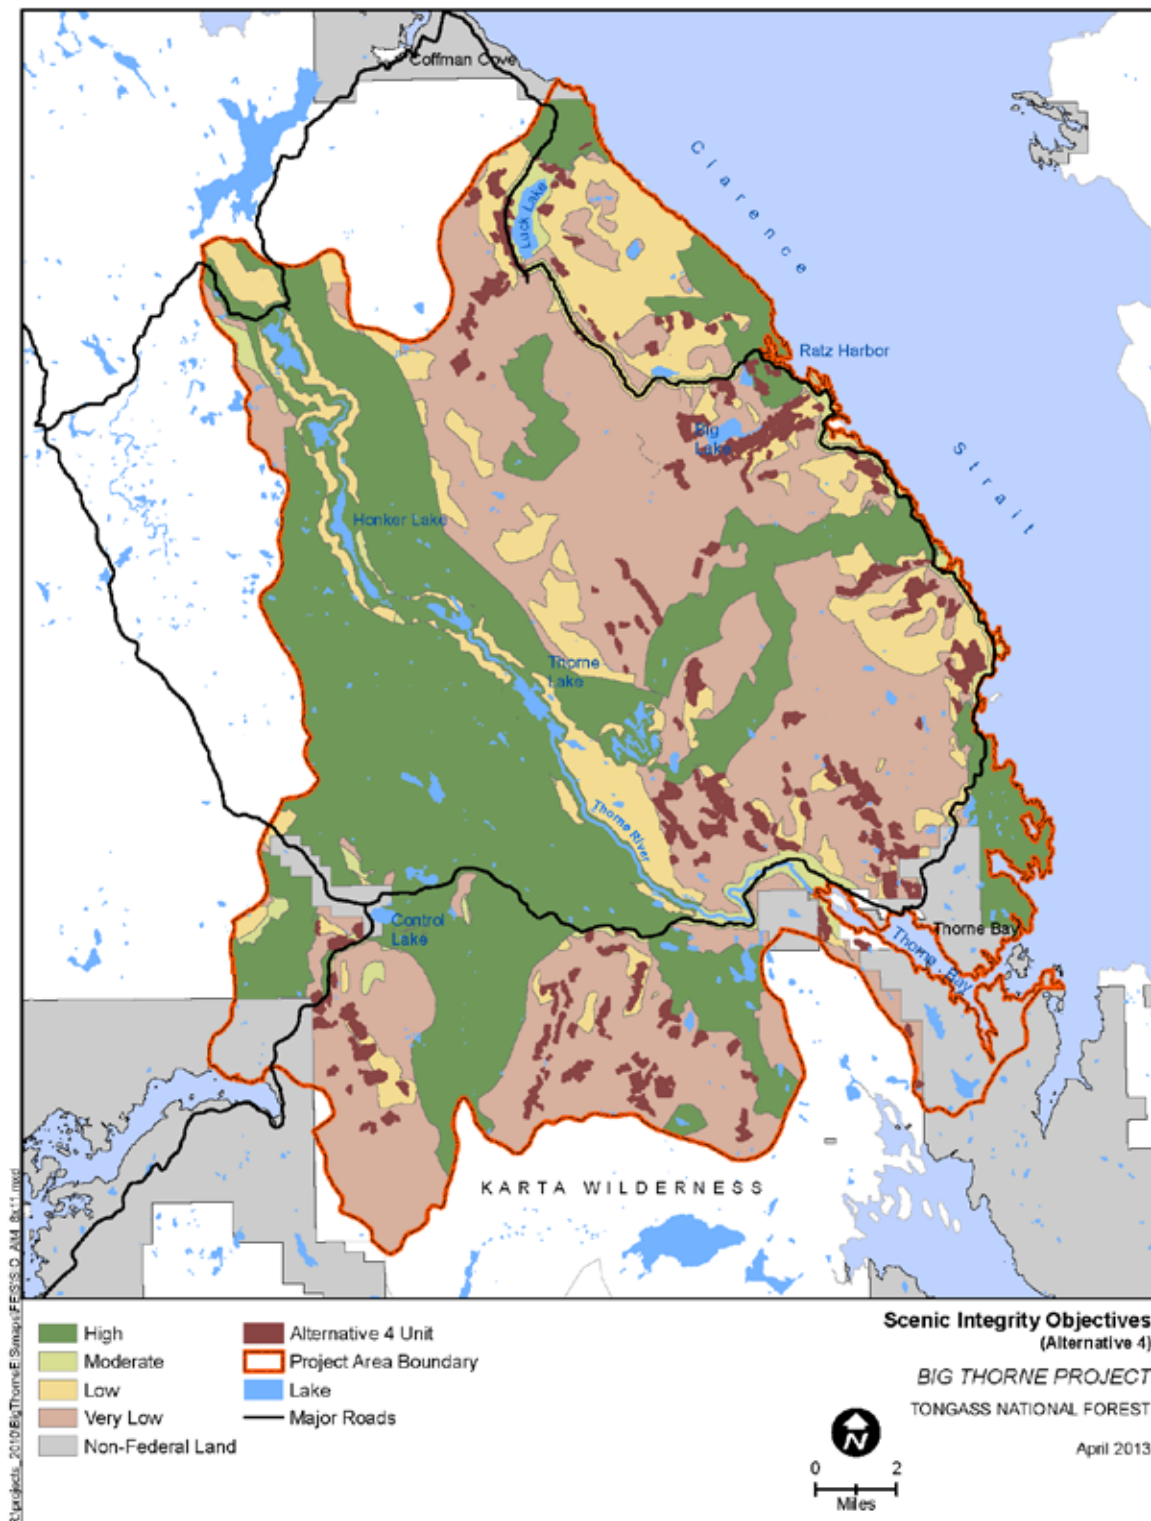 Coffman Cove
Clarence
Luck Lake
Ratz Harbor
Big
Lake
Strait
Honker Lake
Thorne
Lake
Thorne River
Control
Lake
Thorne Bay
Thorne Bay
KARTA WILDERNESS
High
Moderate
Low
Very Low
Non-Federal Land
Alternative 4 Unit
Project Area Boundary
Lake
Major Roads
Scenic Integrity Objectives
(Alternative 4)
BIG THORNE PROJECT
TONGASS NATIONAL FOREST
April 2013
N
0 2
Miles